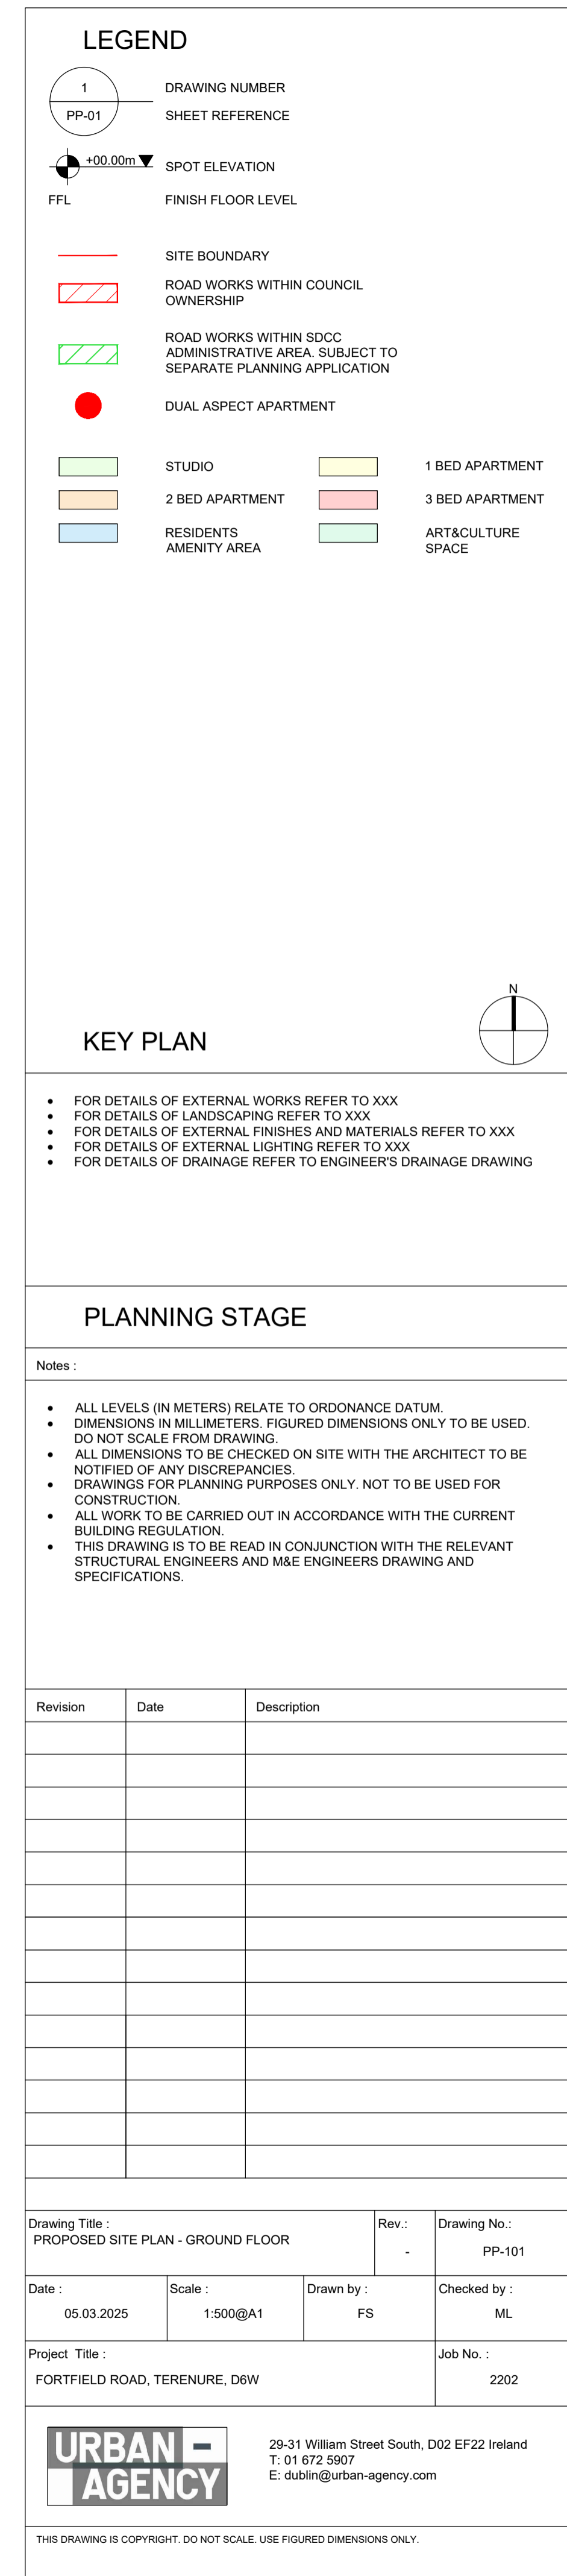 LEGEND
1
DRAWING NUMBER
PP-01
SHEET REFERENCE
+00.00m
SPOT ELEVATION
FFL
FINISH FLOOR LEVEL
SITE BOUNDARY
ROAD WORKS WITHIN COUNCIL
OWNERSHIP
ROAD WORKS WITHIN SDCC
ADMINISTRATIVE AREA. SUBJECT TO
SEPARATE PLANNING APPLICATION
DUAL ASPECT APARTMENT
STUDIO
1 BED APARTMENT
2 BED APARTMENT
3 BED APARTMENT
RESIDENTS
AMENITY AREA
ART&CULTURE
SPACE
N
KEY PLAN
• FOR DETAILS OF EXTERNAL WORKS REFER TO XXX
• FOR DETAILS OF LANDSCAPING REFER TO XXX
• FOR DETAILS OF EXTERNAL FINISHES AND MATERIALS REFER TO XXX
• FOR DETAILS OF EXTERNAL LIGHTING REFER TO XXX
• FOR DETAILS OF DRAINAGE REFER TO ENGINEER'S DRAINAGE DRAWING
PLANNING STAGE
Notes :
• ALL LEVELS (IN METERS) RELATE TO ORDONANCE DATUM.
• DIMENSIONS IN MILLIMETERS. FIGURED DIMENSIONS ONLY TO BE USED.
DO NOT SCALE FROM DRAWING.
• ALL DIMENSIONS TO BE CHECKED ON SITE WITH THE ARCHITECT TO BE
NOTIFIED OF ANY DISCREPANCIES.
• DRAWINGS FOR PLANNING PURPOSES ONLY. NOT TO BE USED FOR
CONSTRUCTION.
• ALL WORK TO BE CARRIED OUT IN ACCORDANCE WITH THE CURRENT
BUILDING REGULATION.
• THIS DRAWING IS TO BE READ IN CONJUNCTION WITH THE RELEVANT
STRUCTURAL ENGINEERS AND M&E ENGINEERS DRAWING AND
SPECIFICATIONS.
Revision Date Description
Drawing Title :
PROPOSED SITE PLAN - GROUND FLOOR
Rev.:
-
Drawing No.:
PP-101
Date :
05.03.2025
Scale :
1:500@A1
Drawn by :
FS
Checked by :
ML
Project Title :
FORTFIELD ROAD, TERENURE, D6W
Job No. :
2202
URBAN -
AGENCY
29-31 William Street South, D02 EF22 Ireland
T: 01 672 5907
E: dublin@urban-agency.com
THIS DRAWING IS COPYRIGHT. DO NOT SCALE. USE FIGURED DIMENSIONS ONLY.